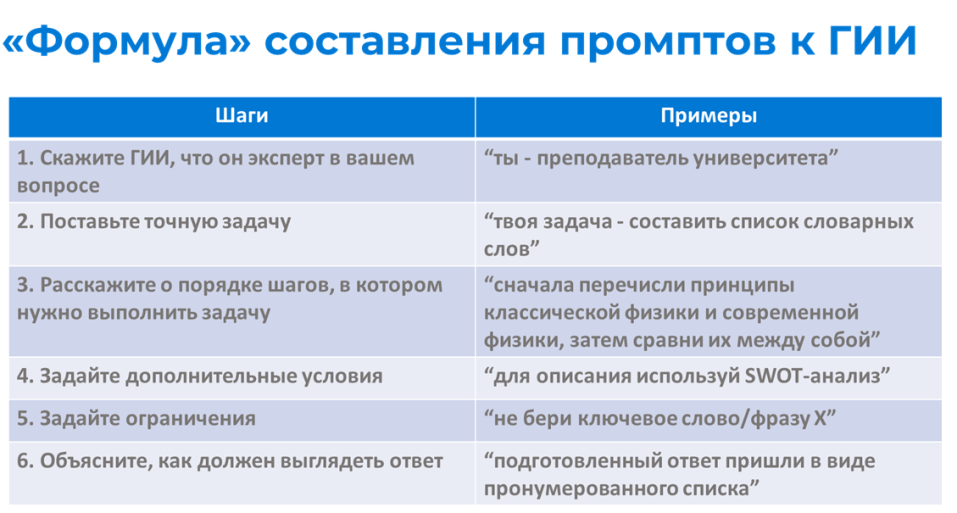 «Формула» составления промптов к ГИИ
Шаги
Примеры
1. Скажите ГИИ, что он эксперт в вашем
вопросе
“ты - преподаватель университета”
2. Поставьте точную задачу
“твоя задача - составить список словарных
слов”
3. Расскажите о порядке шагов, в котором
нужно выполнить задачу
“сначала перечисли принципы
классической физики и современной
физики, затем сравни их между собой”
4. Задайте дополнительные условия
“для описания используй SWOT-анализ”
5. Задайте ограничения
“не бери ключевое слово/фразу X”
6. Объясните, как должен выглядеть ответ
“подготовленный ответ пришли в виде
пронумерованного списка”